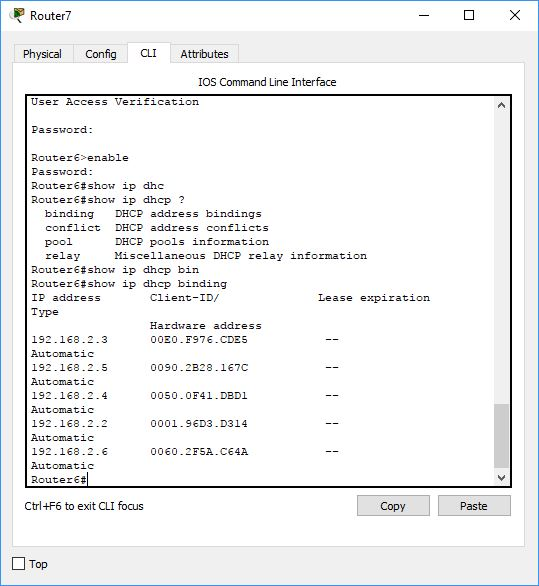 Router7
Physical Config CLI Attributes
IOS Command Line Interface
User Access Verification
Password:
Router6>enable
Password:
Router6#show ip dhc
Router6#show ip dhcp ?
binding DHCP address bindings
conflict DHCP address conflicts
pool DHCP pools information
relay Miscellaneous DHCP relay information
Router6#show ip dhcp bin
Router6#show ip dhcp binding
IP address Client-ID/ Lease expiration
Type
Hardware address
192.168.2.3 00E0.F976.CDE5 --
Automatic
192.168.2.5 0090.2B28.167C --
Automatic
192.168.2.4 0050.0F41.DBD1 --
Automatic
192.168.2.2 0001.96D3.D314 --
Automatic
192.168.2.6 0060.2F5A.C64A --
Automatic
Router6#
Ctrl+F6 to exit CLI focus Copy Paste
Top